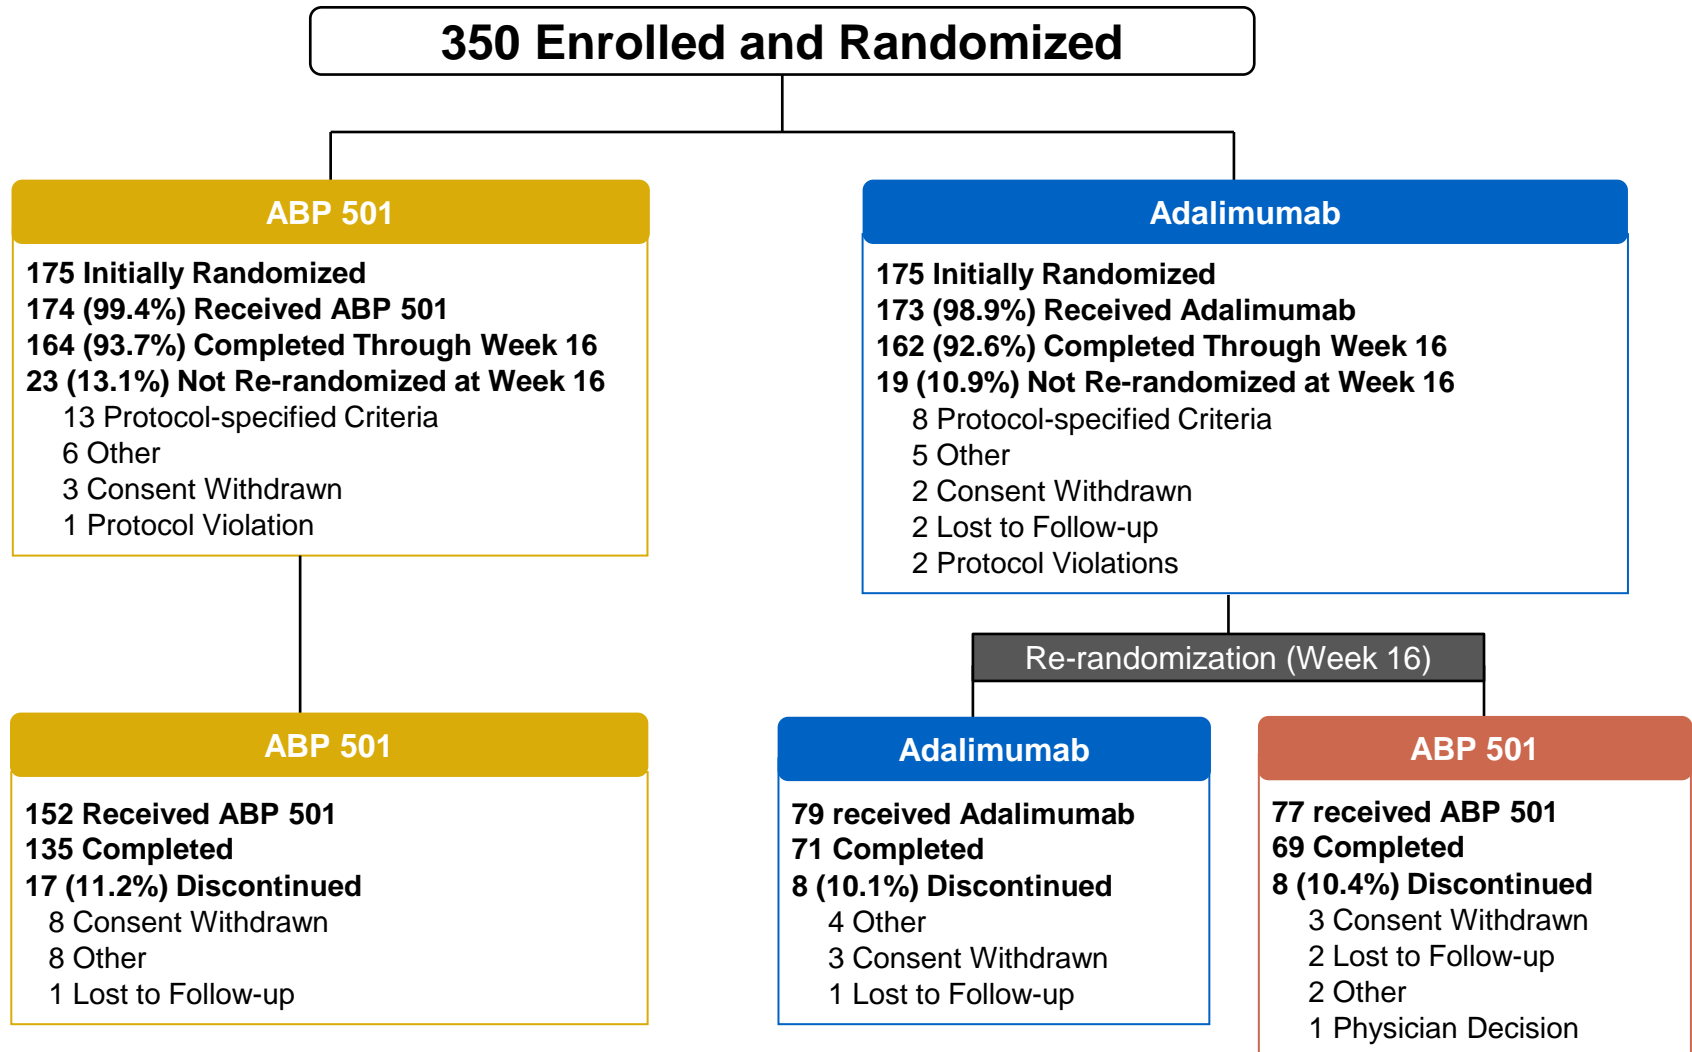 350 Enrolled and Randomized
ABP 501
175 Initially Randomized
174 (99.4%) Received ABP 501
164 (93.7%) Completed Through Week 16
23 (13.1%) Not Re-randomized at Week 16
13 Protocol-specified Criteria
6 Other
3 Consent Withdrawn
1 Protocol Violation
Adalimumab
175 Initially Randomized
173 (98.9%) Received Adalimumab
162 (92.6%) Completed Through Week 16
19 (10.9%) Not Re-randomized at Week 16
8 Protocol-specified Criteria
5 Other
2 Consent Withdrawn
2 Lost to Follow-up
2 Protocol Violations
Re-randomization (Week 16)
ABP 501
152 Received ABP 501
135 Completed
17 (11.2%) Discontinued
8 Consent Withdrawn
8 Other
1 Lost to Follow-up
Adalimumab
79 received Adalimumab
71 Completed
8 (10.1%) Discontinued
4 Other
3 Consent Withdrawn
1 Lost to Follow-up
ABP 501
77 received ABP 501
69 Completed
8 (10.4%) Discontinued
3 Consent Withdrawn
2 Lost to Follow-up
2 Other
1 Physician Decision